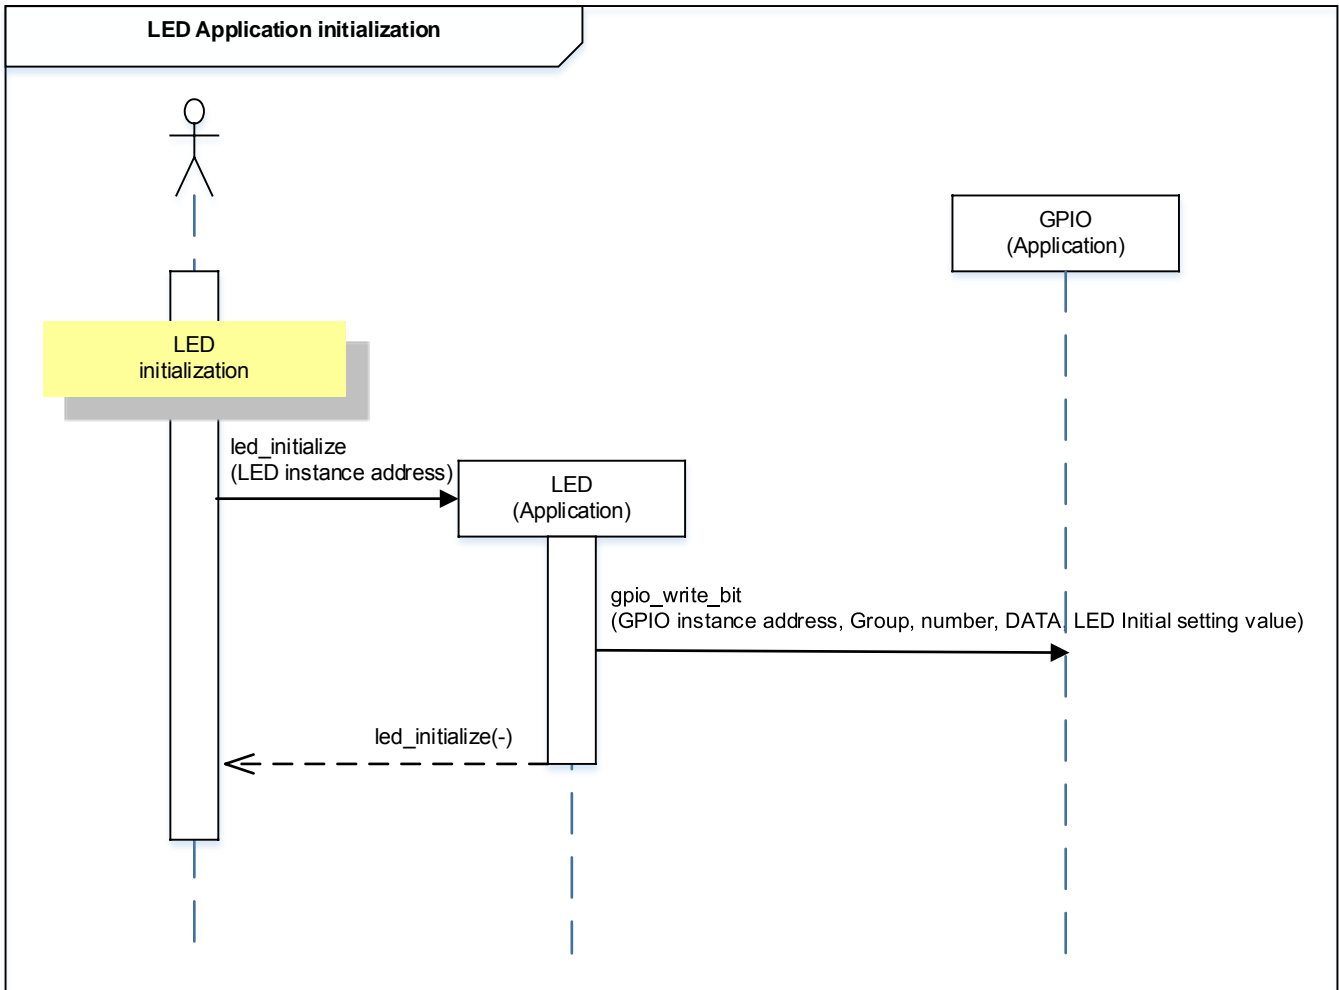 LED Application initialization
GPIO
(Application)
LED
initialization
led_initialize
(LED instance address)
LED
(Application)
gpio_write_bit
(GPIO instance address, Group, number, DATA, LED Initial setting value)
led_initialize(-)